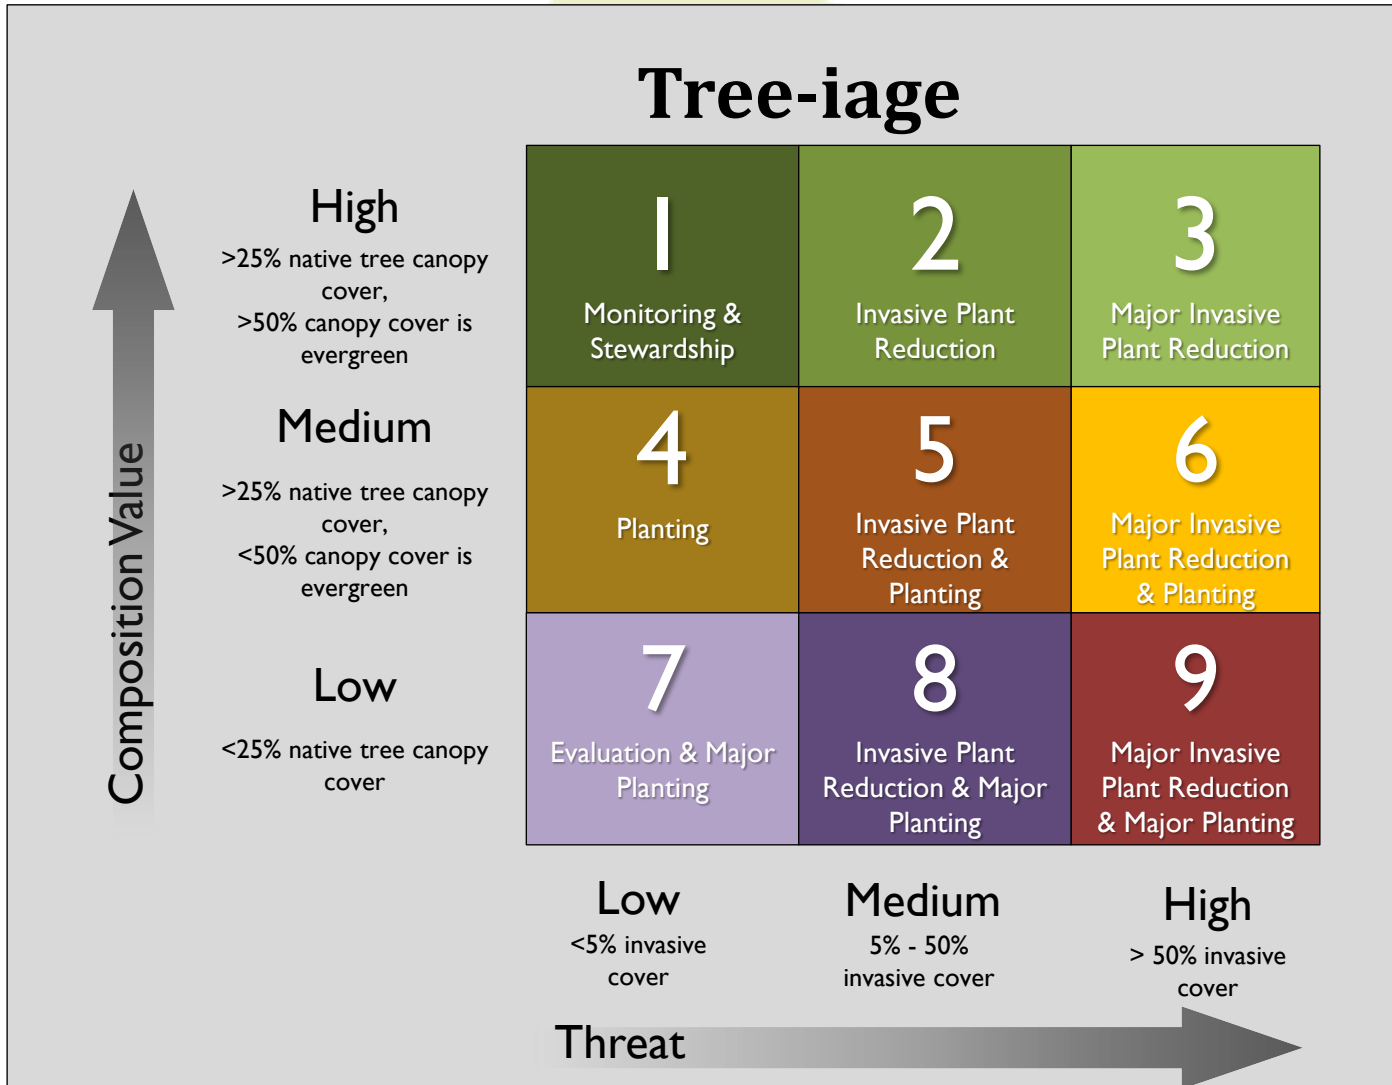 Tree-iage
Composition Value
High
>25% native tree canopy
cover,
>50% canopy cover is
evergreen
1
Monitoring &
Stewardship
2
Invasive Plant
Reduction
3
Major Invasive
Plant Reduction
Medium
>25% native tree canopy
cover,
<50% canopy cover is
evergreen
4
Planting
5
Invasive Plant
Reduction &
Planting
6
Major Invasive
Plant Reduction
& Planting
Low
<25% native tree canopy
cover
7
Evaluation & Major
Planting
8
Invasive Plant
Reduction & Major
Planting
9
Major Invasive
Plant Reduction
& Major Planting
Low
<5% invasive
cover
Medium
5% - 50%
invasive cover
High
> 50% invasive
cover
Threat